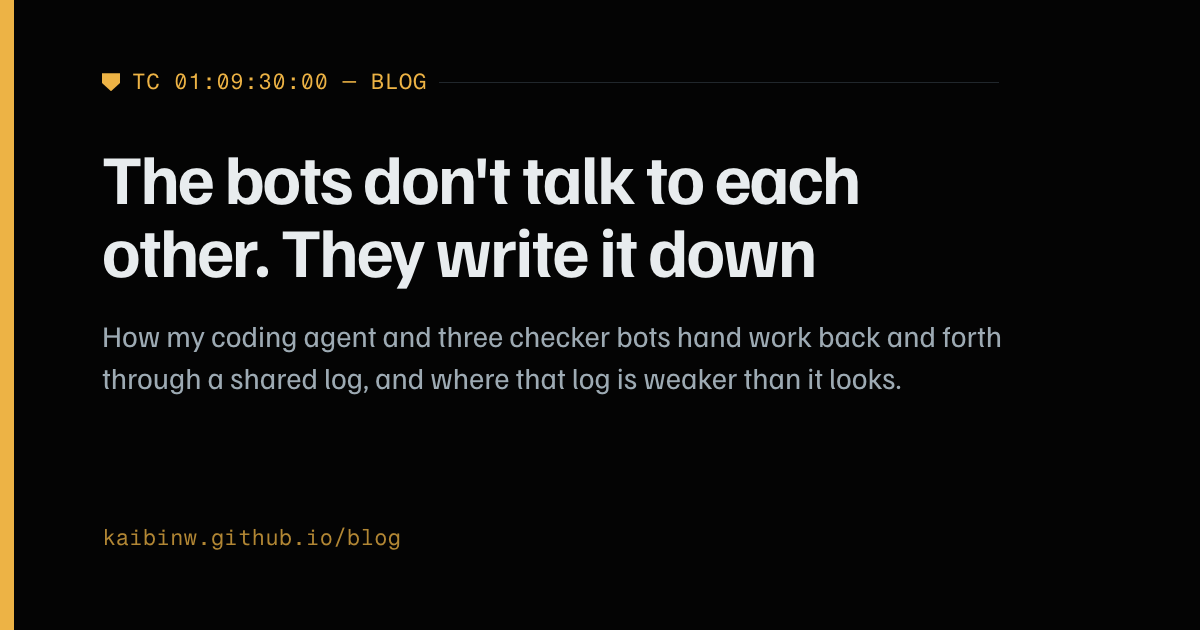 TC 01:09:30:00 — BLOG
The bots don't talk to each
other. They write it down
How my coding agent and three checker bots hand work back and forth
through a shared log, and where that log is weaker than it looks.
kaibinw.github.io/blog